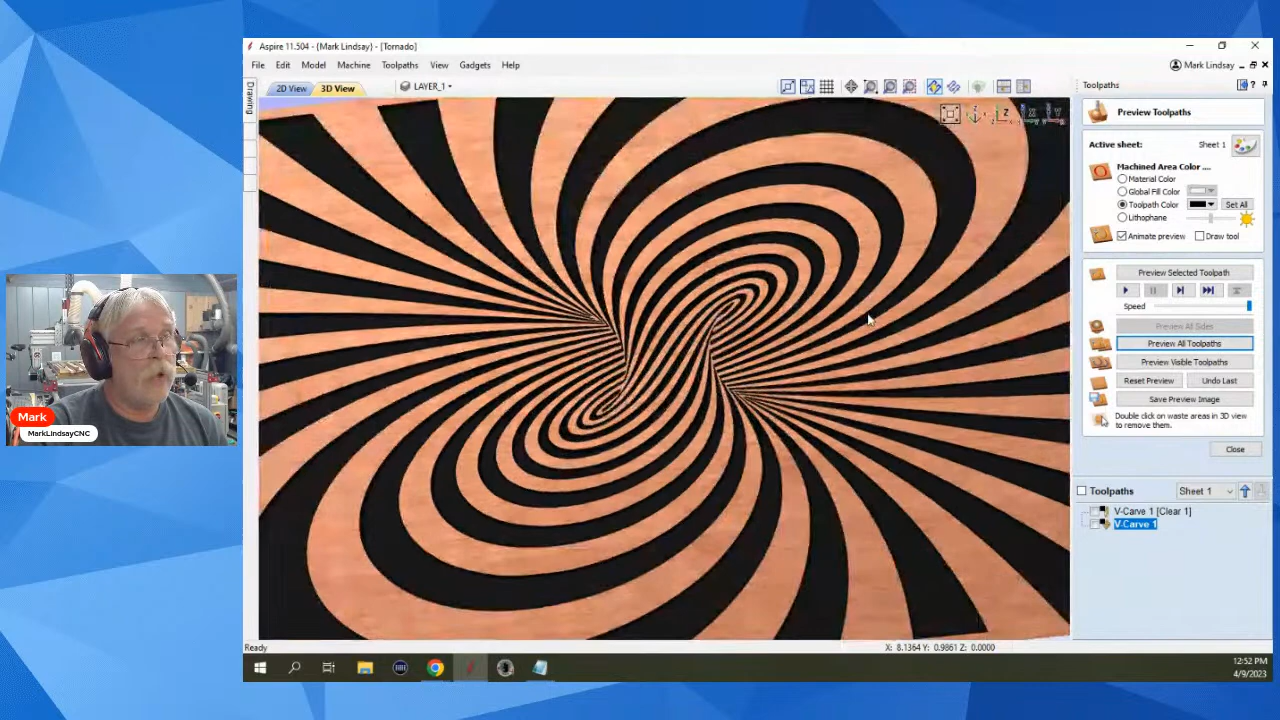 Aspire 11.504 - {Mark Lindsay} - [Tornado]
File Edit Model Machine Toolpaths View Gadgets Help
Mark Lindsay
Drawing
2D View
3D View
LAYER_1
Toolpaths
Preview Toolpaths
Active sheet: Sheet 1
Machined Area Color ....
Material Color
Global Fill Color
Toolpath Color
Set All
Lithophane
Animate preview
Draw tool
Preview Selected Toolpath
Speed
Preview All Sides
Preview All Toolpaths
Preview Visible Toolpaths
Reset Preview
Undo Last
Save Preview Image
Double click on waste areas in 3D view
to remove them.
Close
Toolpaths
Sheet 1
V-Carve 1 [Clear 1]
V-Carve 1
Mark
MarkLindsayCNC
Ready
X: 8.1364 Y: 0.9861 Z: 0.0000
12:52 PM
4/9/2023